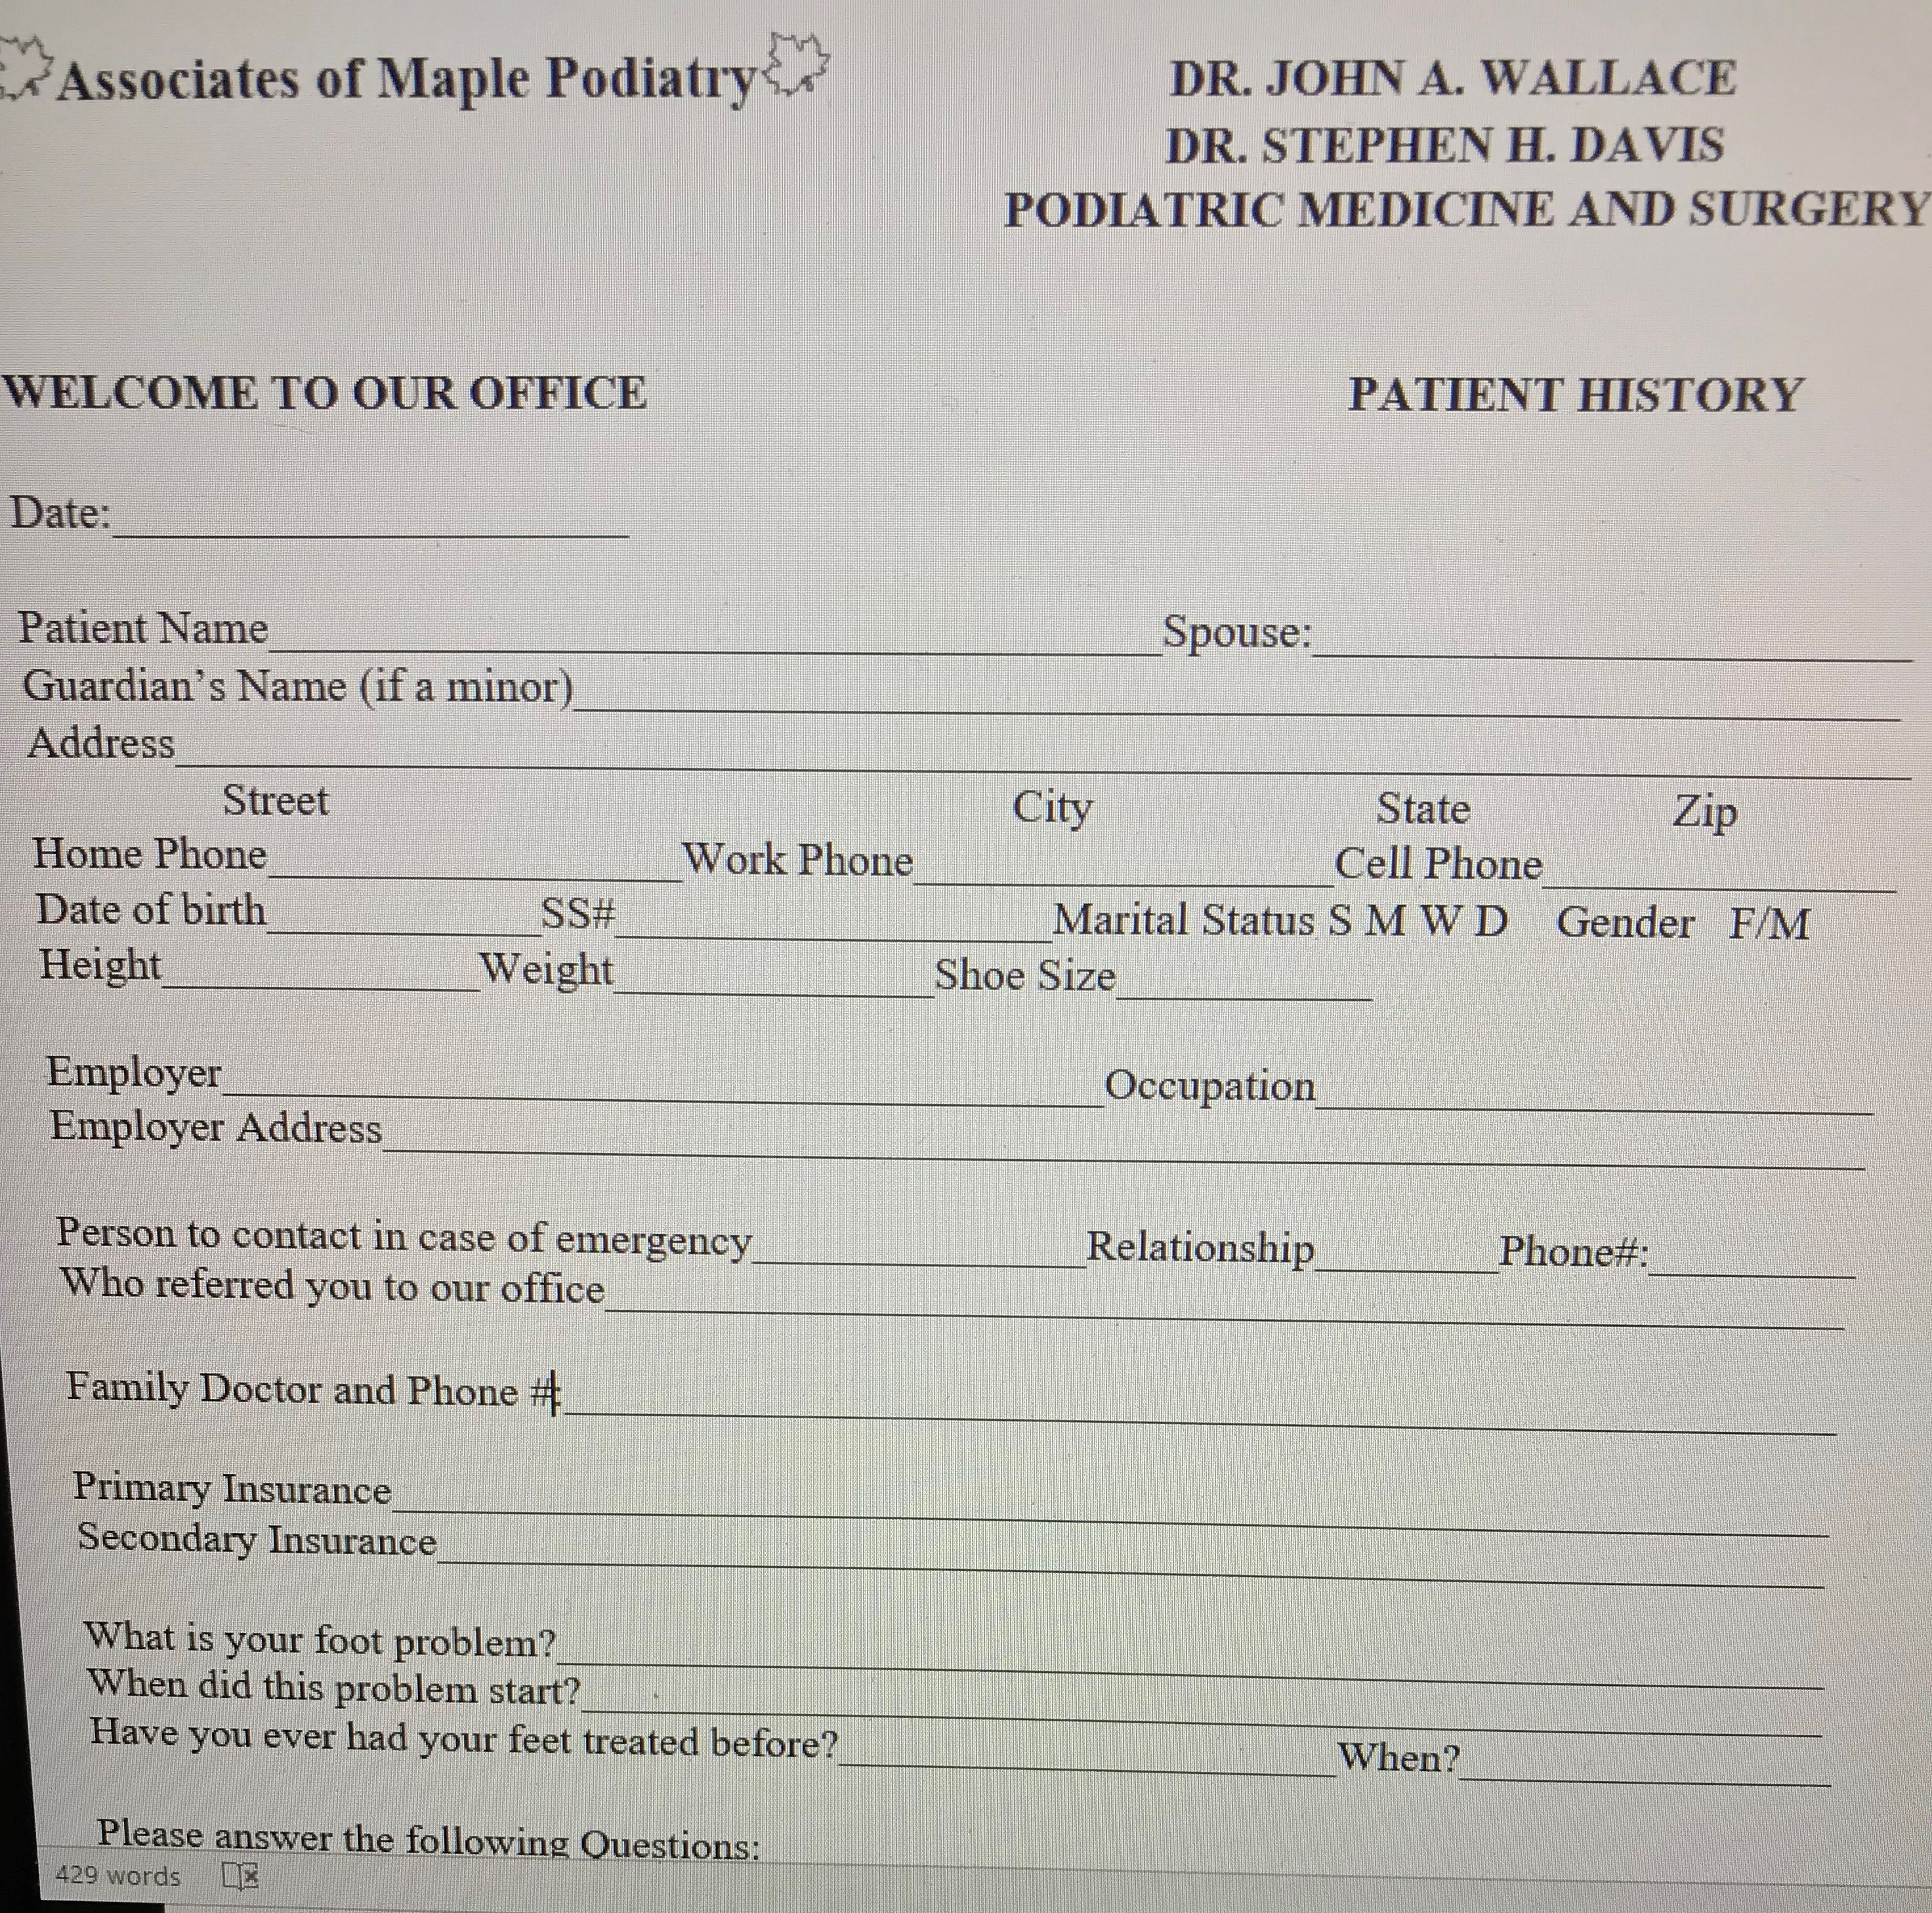 Associates of Maple Podiatry
DR. JOHN A. WALLACE
DR. STEPHEN H. DAVIS
PODIATRIC MEDICINE AND SURGERY
WELCOME TO OUR OFFICE PATIENT HISTORY
Date:
Patient Name Spouse:
Guardian's Name (if a minor)
Address
Street City State Zip
Home Phone Work Phone Cell Phone
Date of birth SS# Marital Status S M W D Gender F/M
Height Weight Shoe Size
Employer Occupation
Employer Address
Person to contact in case of emergency Relationship Phone#:
Who referred you to our office
Family Doctor and Phone #:
Primary Insurance
Secondary Insurance
What is your foot problem?
When did this problem start?
Have you ever had your feet treated before? When?
Please answer the following Questions:
429 words